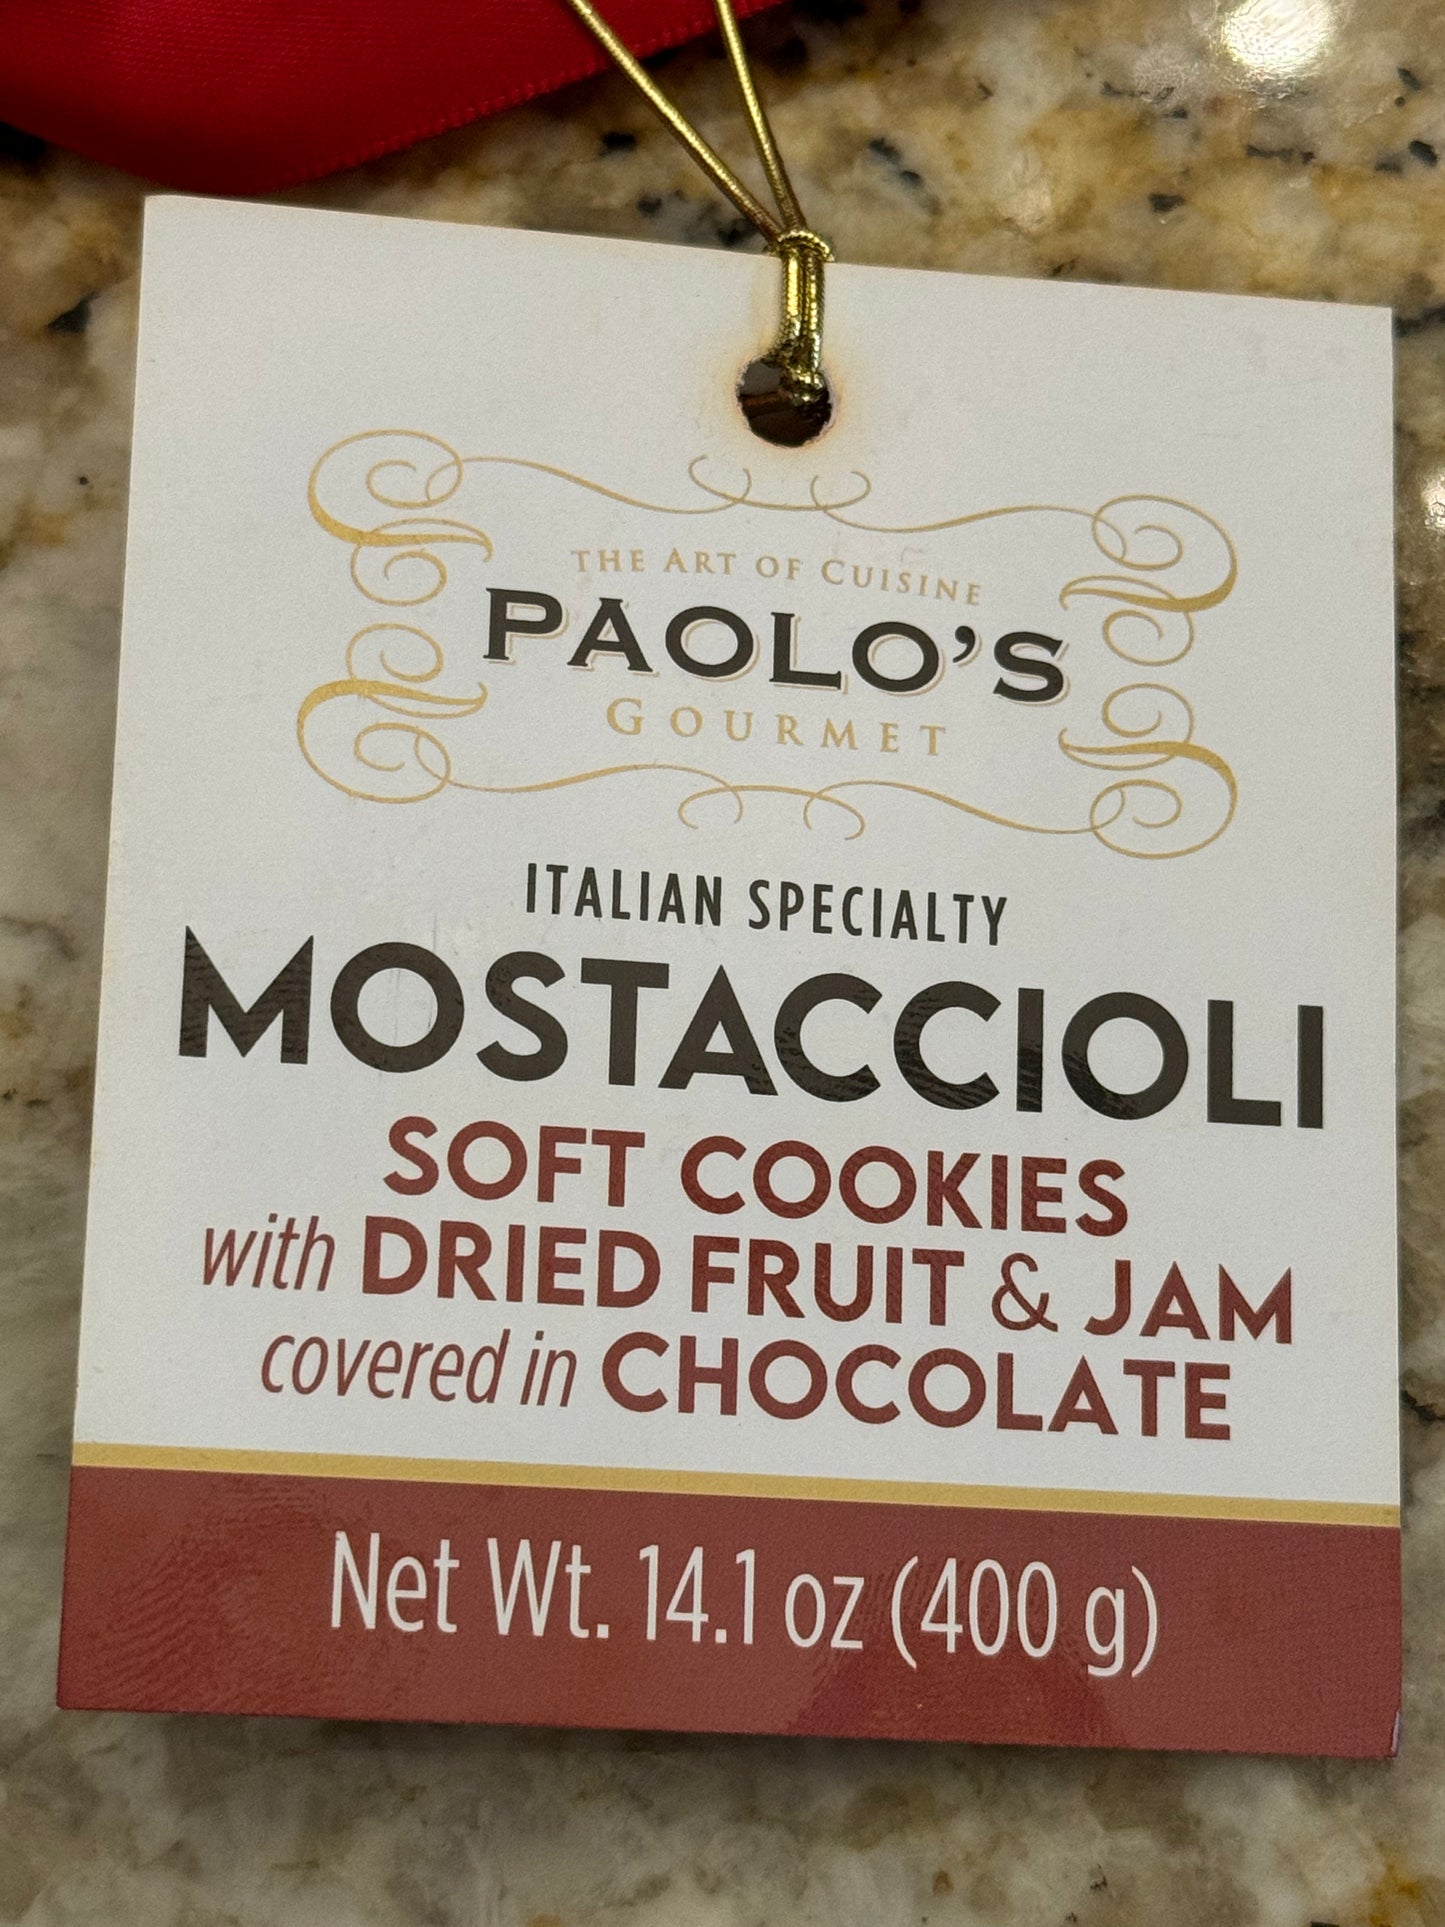 THE ART OF CUISINE
PAOLO'S
GOURMET
ITALIAN SPECIALTY
MOSTACCIOLI
SOFT COOKIES
with DRIED FRUIT & JAM
covered in CHOCOLATE
Net Wt. 14.1 oz (400 g)